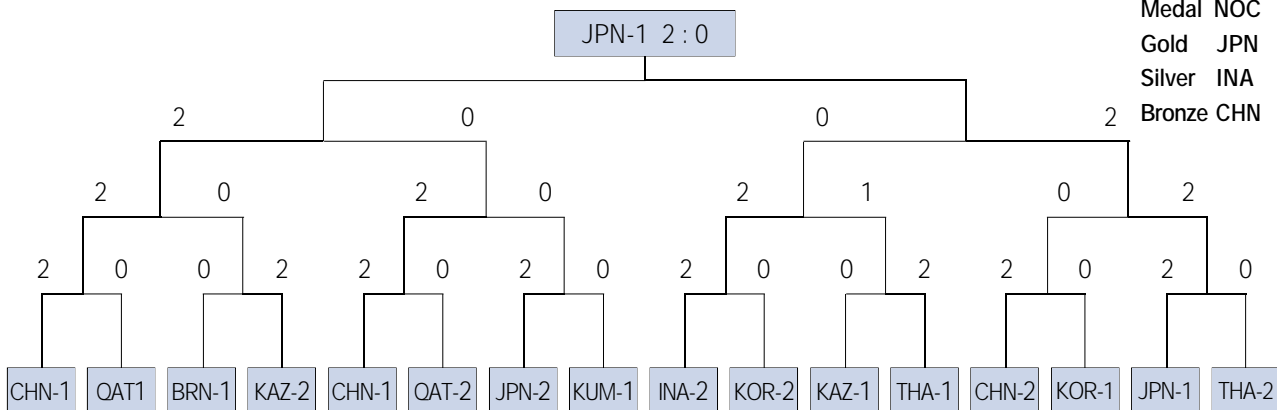 Medal NOC
JPN-1 2 : 0
Gold JPN
Silver INA
Bronze CHN
2 0 0 2
2 0 2 0 2 1 0 2
2 0 0 2 2 0 2 0 2 0 0 2 2 0 2 0
CHN-1 QAT1 BRN-1 KAZ-2 CHN-1 QAT-2 JPN-2 KUM-1 INA-2 KOR-2 KAZ-1 THA-1 CHN-2 KOR-1 JPN-1 THA-2